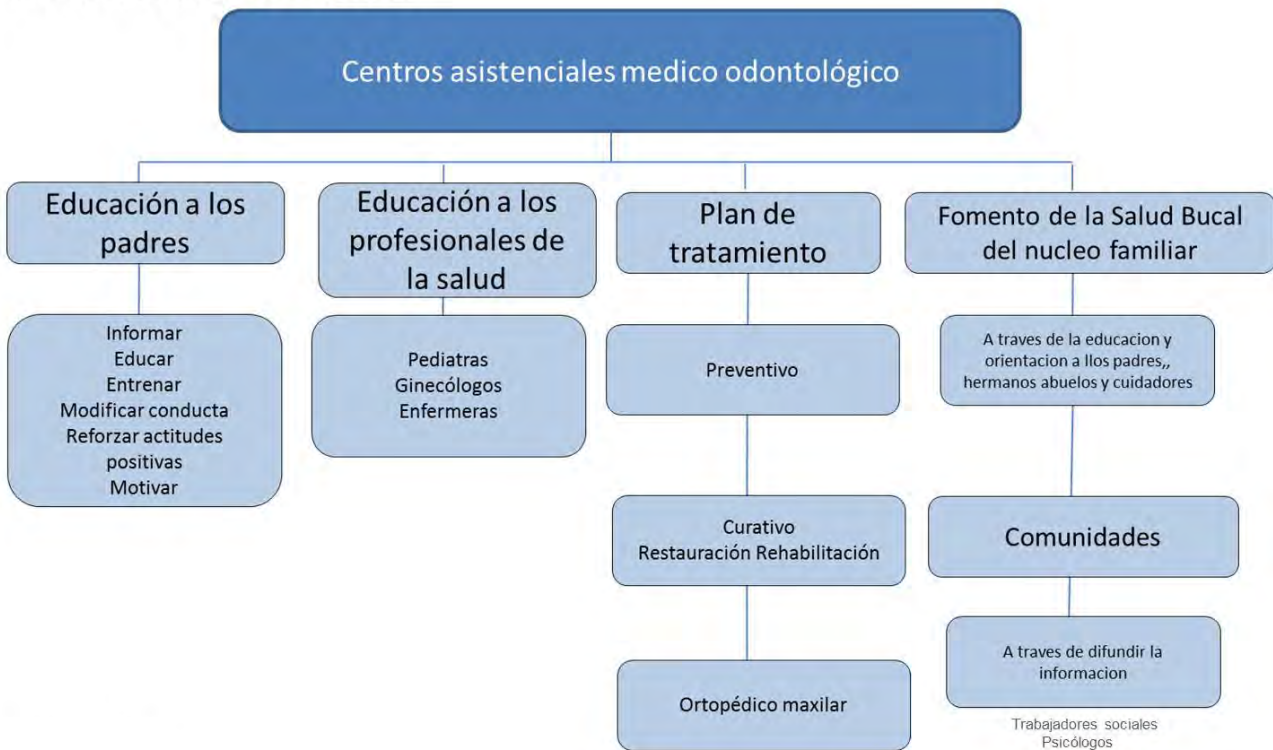 Centros asistenciales medico odontológico
Educación a los
padres
Informar
Educar
Entrenar
Modificar conducta
Reforzar actitudes
positivas
Motivar
Educación a los
profesionales de
la salud
Pediatras
Ginecólogos
Enfermeras
Plan de
tratamiento
Preventivo
Curativo
Restauración Rehabilitación
Ortopédico maxilar
Fomento de la Salud Bucal
del nucleo familiar
A traves de la educacion y
orientacion a llos padres,,
hermanos abuelos y cuidadores
Comunidades
A traves de difundir la
informacion
Trabajadores sociales
Psicólogos